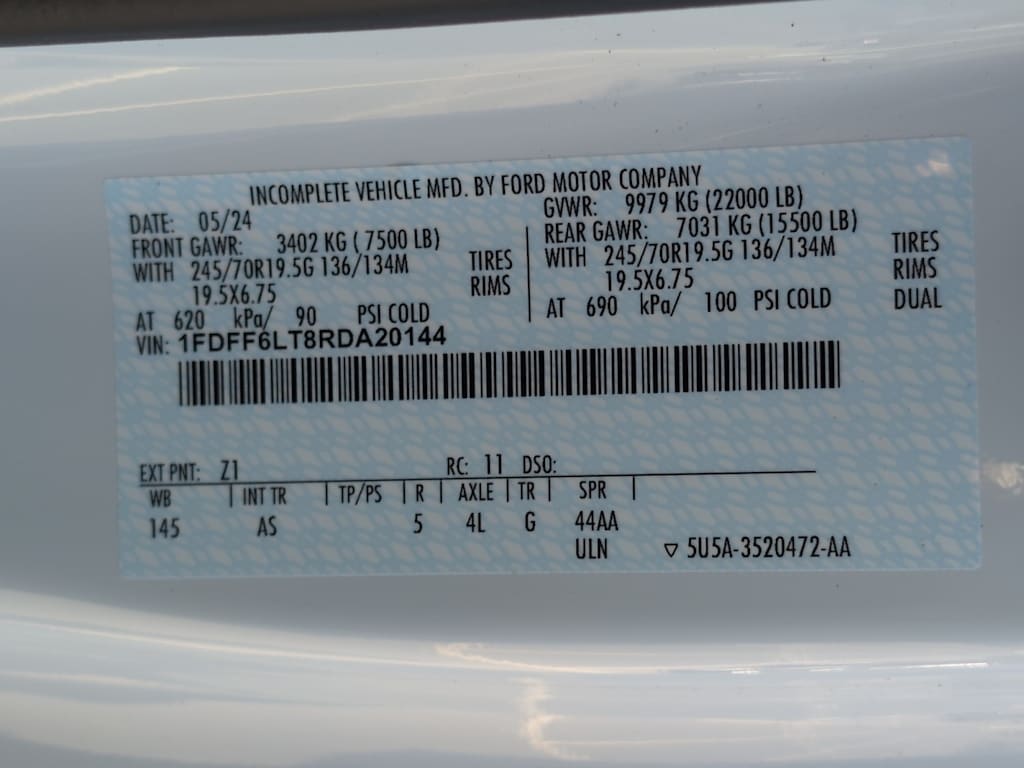 INCOMPLETE VEHICLE MFD. BY FORD MOTOR COMPANY
DATE: 05/24 GVWR: 9979 KG (22000 LB)
FRONT GAWR: 3402 KG ( 7500 LB) REAR GAWR: 7031 KG (15500 LB)
WITH 245/70R19.5G 136/134M TIRES WITH 245/70R19.5G 136/134M TIRES
19.5X6.75 RIMS 19.5X6.75 RIMS
AT 620 kPa/ 90 PSI COLD AT 690 kPa/ 100 PSI COLD DUAL
VIN: 1FDFF6LT8RDA20144
EXT PNT: Z1 RC: 11 DSO:
WB | INT TR | TP/PS | R | AXLE | TR | SPR |
145 AS 5 4L G 44AA
ULN ▽ 5U5A-3520472-AA